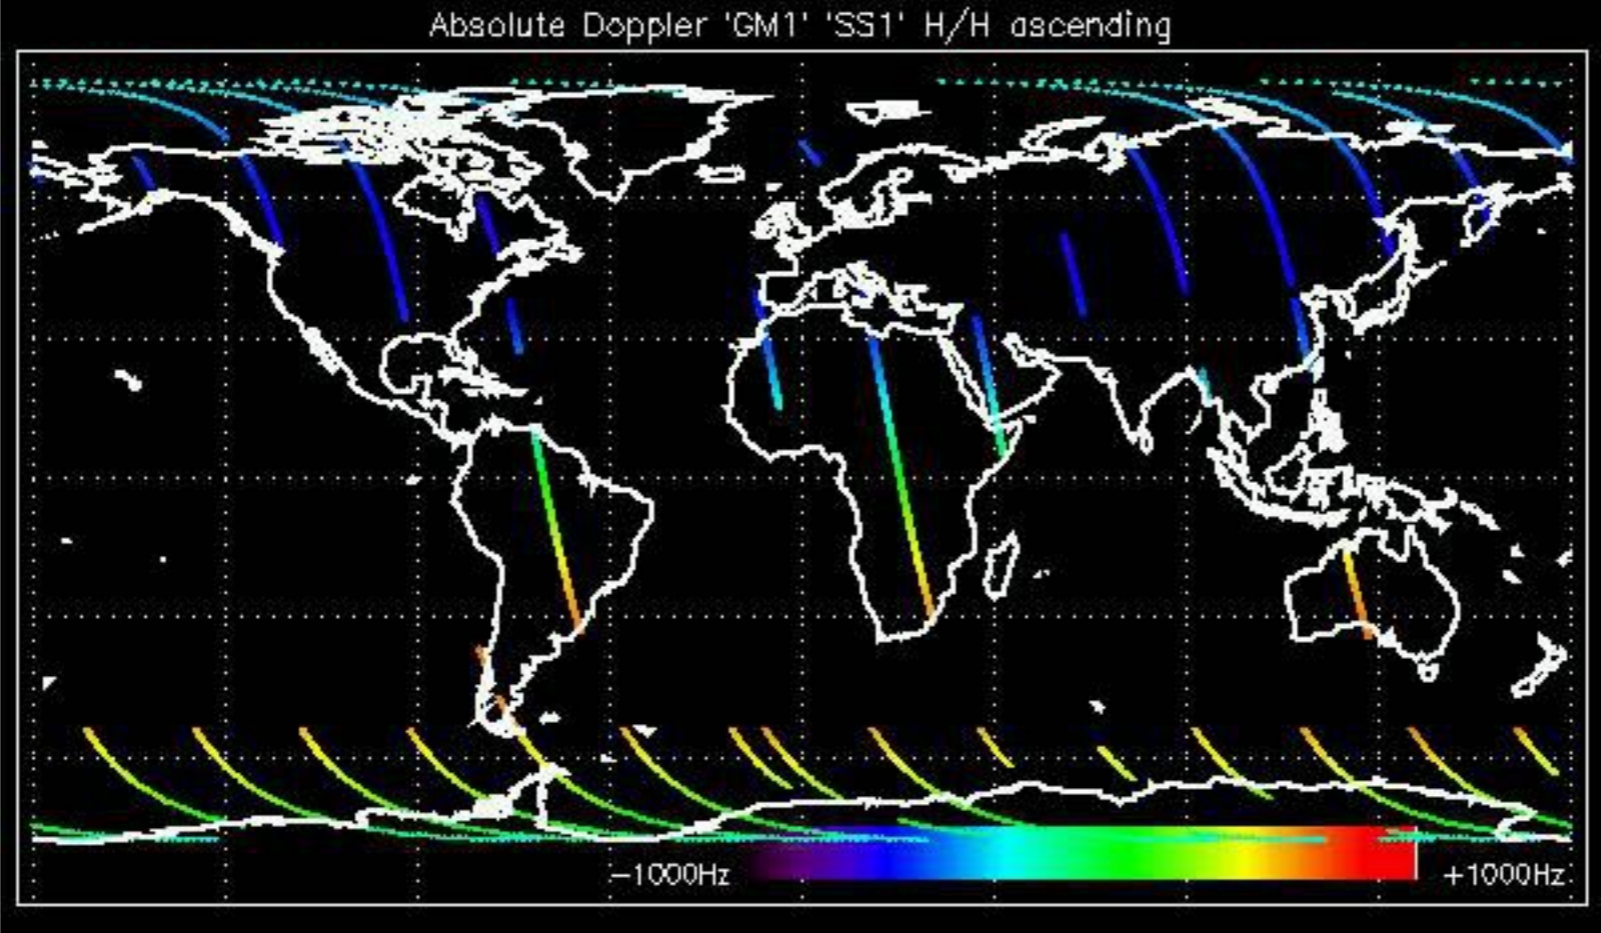 Absolute Doppler 'GM1' 'SS1' H/H ascending
-1000Hz +1000Hz